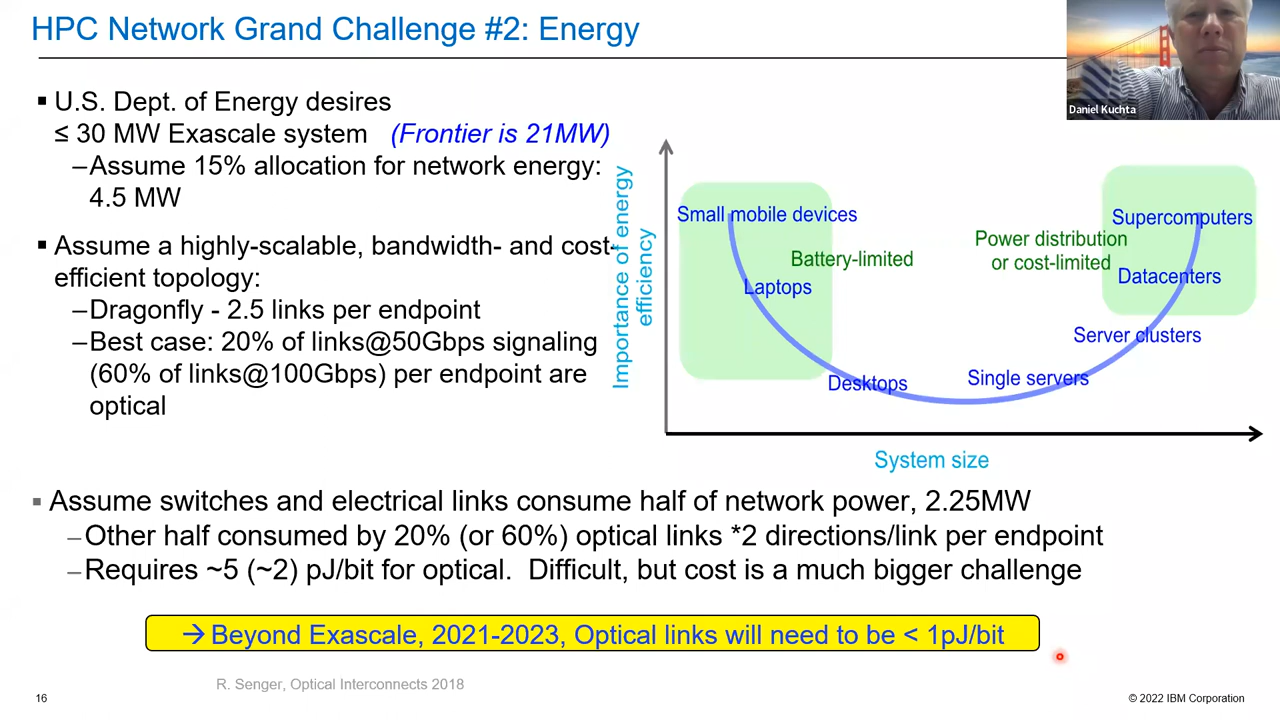 HPC Network Grand Challenge #2: Energy
Daniel Kuchta
▪ U.S. Dept. of Energy desires
≤ 30 MW Exascale system (Frontier is 21MW)
–Assume 15% allocation for network energy:
4.5 MW
▪ Assume a highly-scalable, bandwidth- and cost-
efficient topology:
–Dragonfly - 2.5 links per endpoint
–Best case: 20% of links@50Gbps signaling
(60% of links@100Gbps) per endpoint are
optical
Importance of energy
efficiency
Small mobile devices
Battery-limited
Laptops
Desktops
Single servers
Server clusters
Power distribution
or cost-limited
Supercomputers
Datacenters
System size
▪ Assume switches and electrical links consume half of network power, 2.25MW
–Other half consumed by 20% (or 60%) optical links *2 directions/link per endpoint
–Requires ~5 (~2) pJ/bit for optical. Difficult, but cost is a much bigger challenge
→ Beyond Exascale, 2021-2023, Optical links will need to be < 1pJ/bit
R. Senger, Optical Interconnects 2018
16
© 2022 IBM Corporation